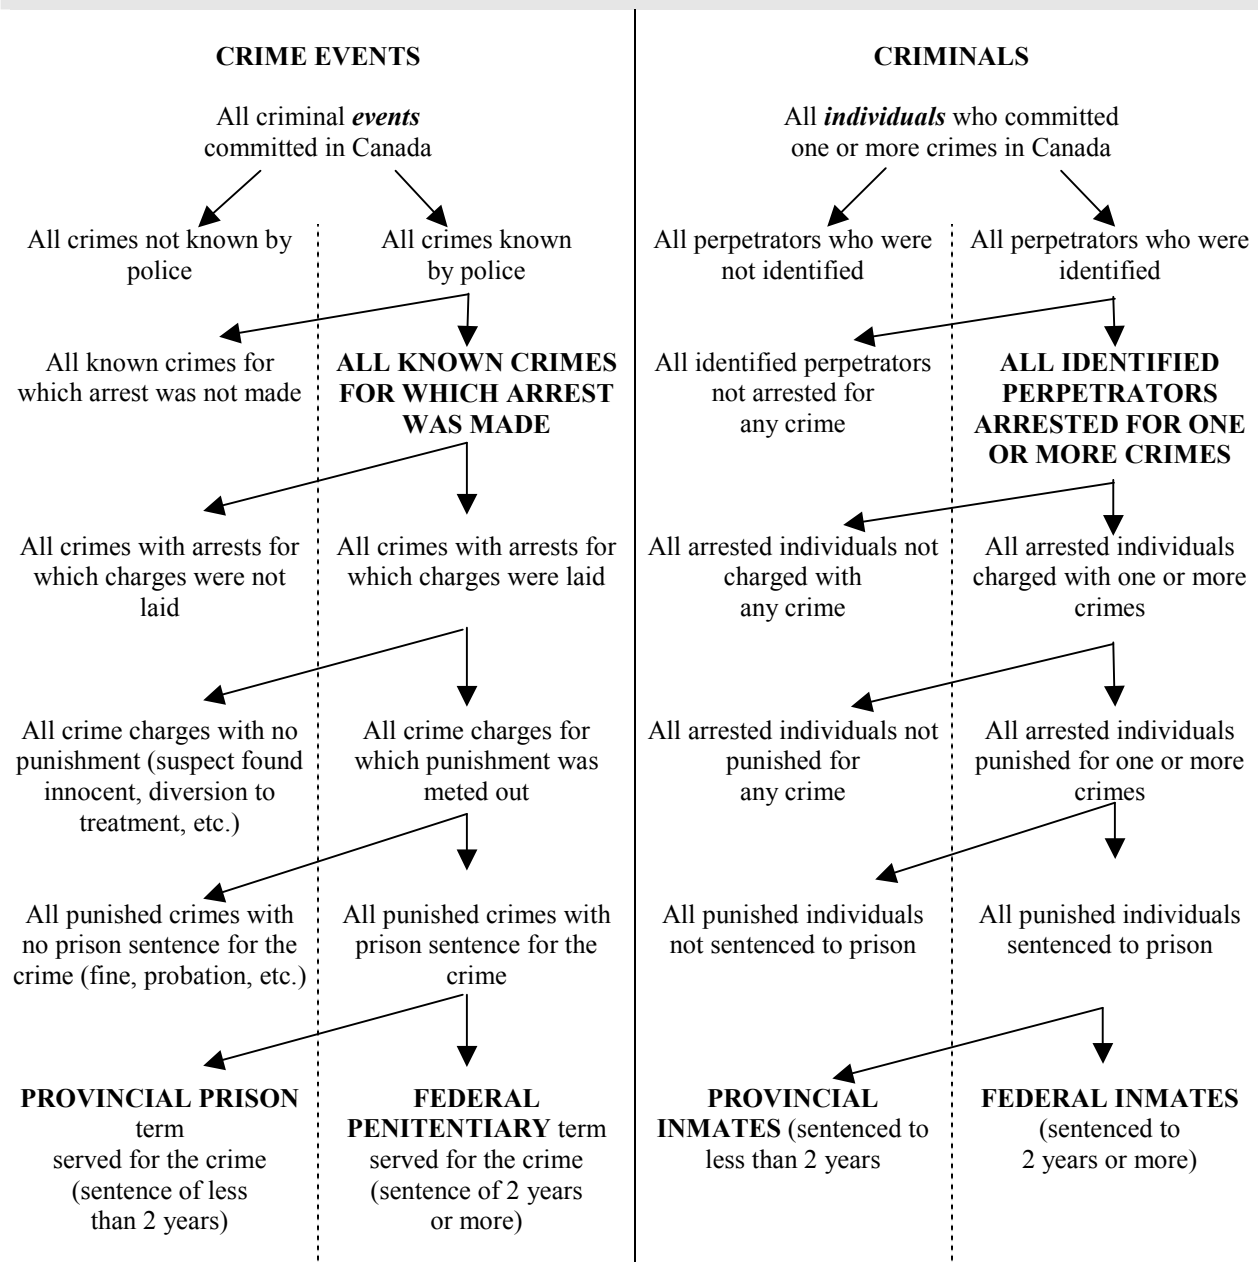 CRIME EVENTS
All criminal events
committed in Canada
All crimes not known by
police
All crimes known
by police
All known crimes for
which arrest was not made
ALL KNOWN CRIMES
FOR WHICH ARREST
WAS MADE
All crimes with arrests for
which charges were not
laid
All crimes with arrests for
which charges were laid
All crime charges with no
punishment (suspect found
innocent, diversion to
treatment, etc.)
All crime charges for
which punishment was
meted out
All punished crimes with
no prison sentence for the
crime (fine, probation, etc.)
All punished crimes with
prison sentence for the
crime
PROVINCIAL PRISON
term
served for the crime
(sentence of less
than 2 years)
FEDERAL
PENITENTIARY term
served for the crime
(sentence of 2 years
or more)
CRIMINALS
All individuals who committed
one or more crimes in Canada
All perpetrators who were
not identified
All perpetrators who were
identified
All identified perpetrators
not arrested for
any crime
ALL IDENTIFIED
PERPETRATORS
ARRESTED FOR ONE
OR MORE CRIMES
All arrested individuals not
charged with
any crime
All arrested individuals
charged with one or more
crimes
All arrested individuals not
punished for
any crime
All arrested individuals
punished for one or more
crimes
All punished individuals
not sentenced to prison
All punished individuals
sentenced to prison
PROVINCIAL
INMATES (sentenced to
less than 2 years
FEDERAL INMATES
(sentenced to
2 years or more)